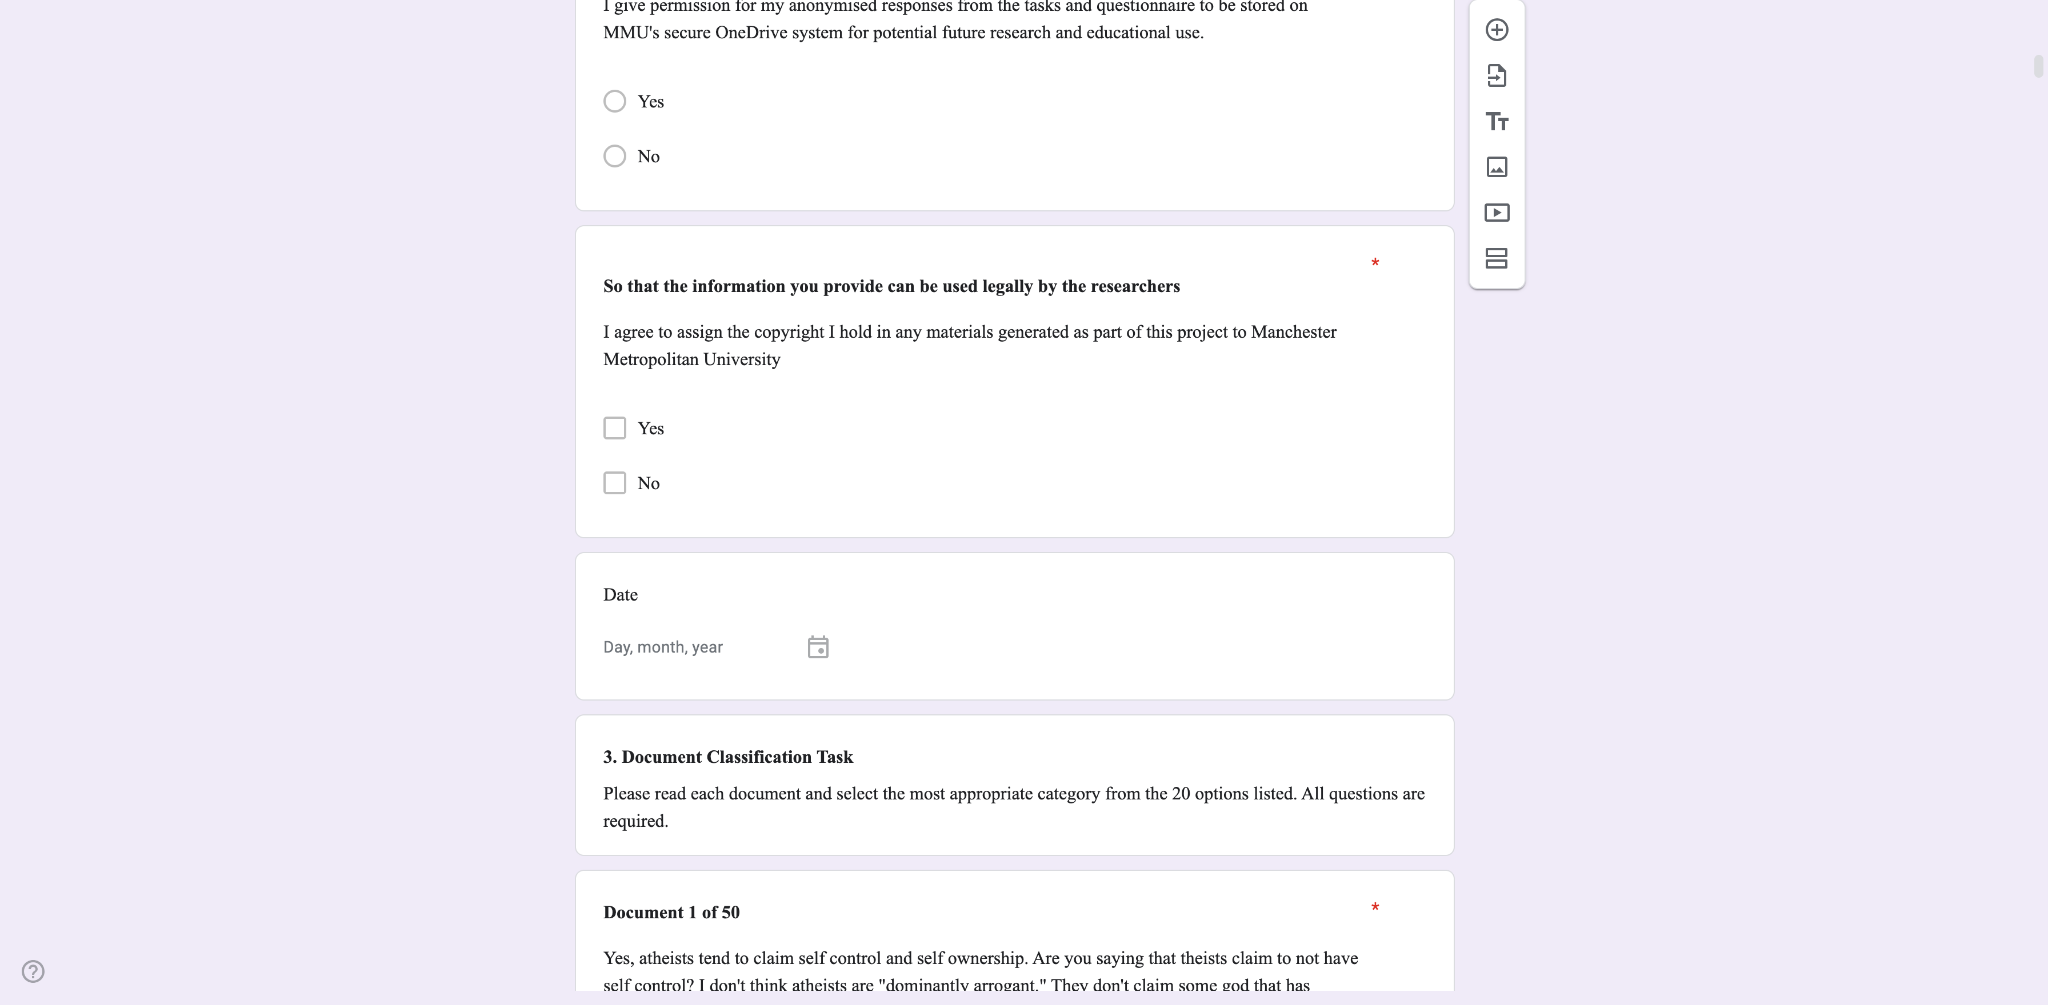 I give permission for my anonymised responses from the tasks and questionnaire to be stored on
MMU's secure OneDrive system for potential future research and educational use.
Yes
No
*
So that the information you provide can be used legally by the researchers
I agree to assign the copyright I hold in any materials generated as part of this project to Manchester
Metropolitan University
Yes
No
Date
Day, month, year
3. Document Classification Task
Please read each document and select the most appropriate category from the 20 options listed. All questions are
required.
Document 1 of 50
*
Yes, atheists tend to claim self control and self ownership. Are you saying that theists claim to not have
self control? I don't think atheists are "dominantly arrogant." They don't claim some god that has